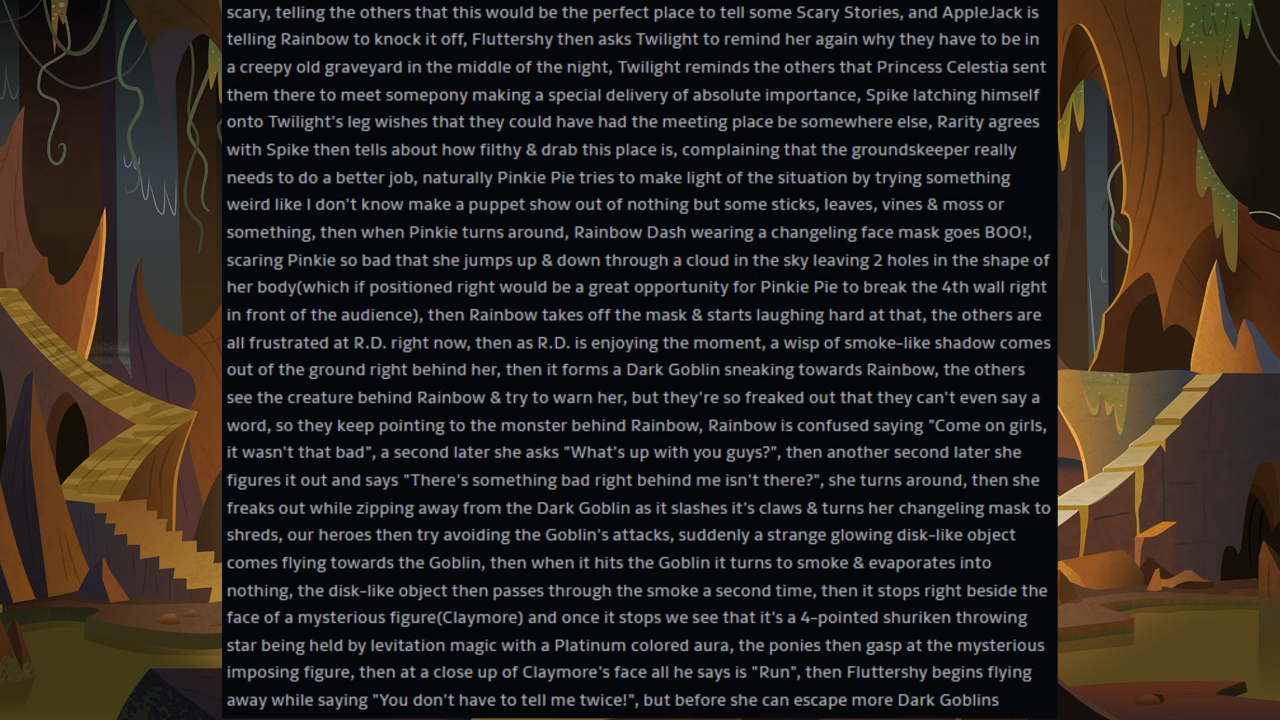 scary, telling the others that this would be the perfect place to tell some Scary Stories, and AppleJack is
telling Rainbow to knock it off, Fluttershy then asks Twilight to remind her again why they have to be in
a creepy old graveyard in the middle of the night, Twilight reminds the others that Princess Celestia sent
them there to meet somepony making a special delivery of absolute importance, Spike latching himself
onto Twilight's leg wishes that they could have had the meeting place be somewhere else, Rarity agrees
with Spike then tells about how filthy & drab this place is, complaining that the groundskeeper really
needs to do a better job, naturally Pinkie Pie tries to make light of the situation by trying something
weird like I don't know make a puppet show out of nothing but some sticks, leaves, vines & moss or
something, then when Pinkie turns around, Rainbow Dash wearing a changeling face mask goes BOO!,
scaring Pinkie so bad that she jumps up & down through a cloud in the sky leaving 2 holes in the shape of
her body(which if positioned right would be a great opportunity for Pinkie Pie to break the 4th wall right
in front of the audience), then Rainbow takes off the mask & starts laughing hard at that, the others are
all frustrated at R.D. right now, then as R.D. is enjoying the moment, a wisp of smoke-like shadow comes
out of the ground right behind her, then it forms a Dark Goblin sneaking towards Rainbow, the others
see the creature behind Rainbow & try to warn her, but they're so freaked out that they can't even say a
word, so they keep pointing to the monster behind Rainbow, Rainbow is confused saying "Come on girls,
it wasn't that bad", a second later she asks "What's up with you guys?", then another second later she
figures it out and says "There's something bad right behind me isn't there?", she turns around, then she
freaks out while zipping away from the Dark Goblin as it slashes it's claws & turns her changeling mask to
shreds, our heroes then try avoiding the Goblin's attacks, suddenly a strange glowing disk-like object
comes flying towards the Goblin, then when it hits the Goblin it turns to smoke & evaporates into
nothing, the disk-like object then passes through the smoke a second time, then it stops right beside the
face of a mysterious figure(Claymore) and once it stops we see that it's a 4-pointed shuriken throwing
star being held by levitation magic with a Platinum colored aura, the ponies then gasp at the mysterious
imposing figure, then at a close up of Claymore's face all he says is "Run", then Fluttershy begins flying
away while saying "You don't have to tell me twice!", but before she can escape more Dark Goblins